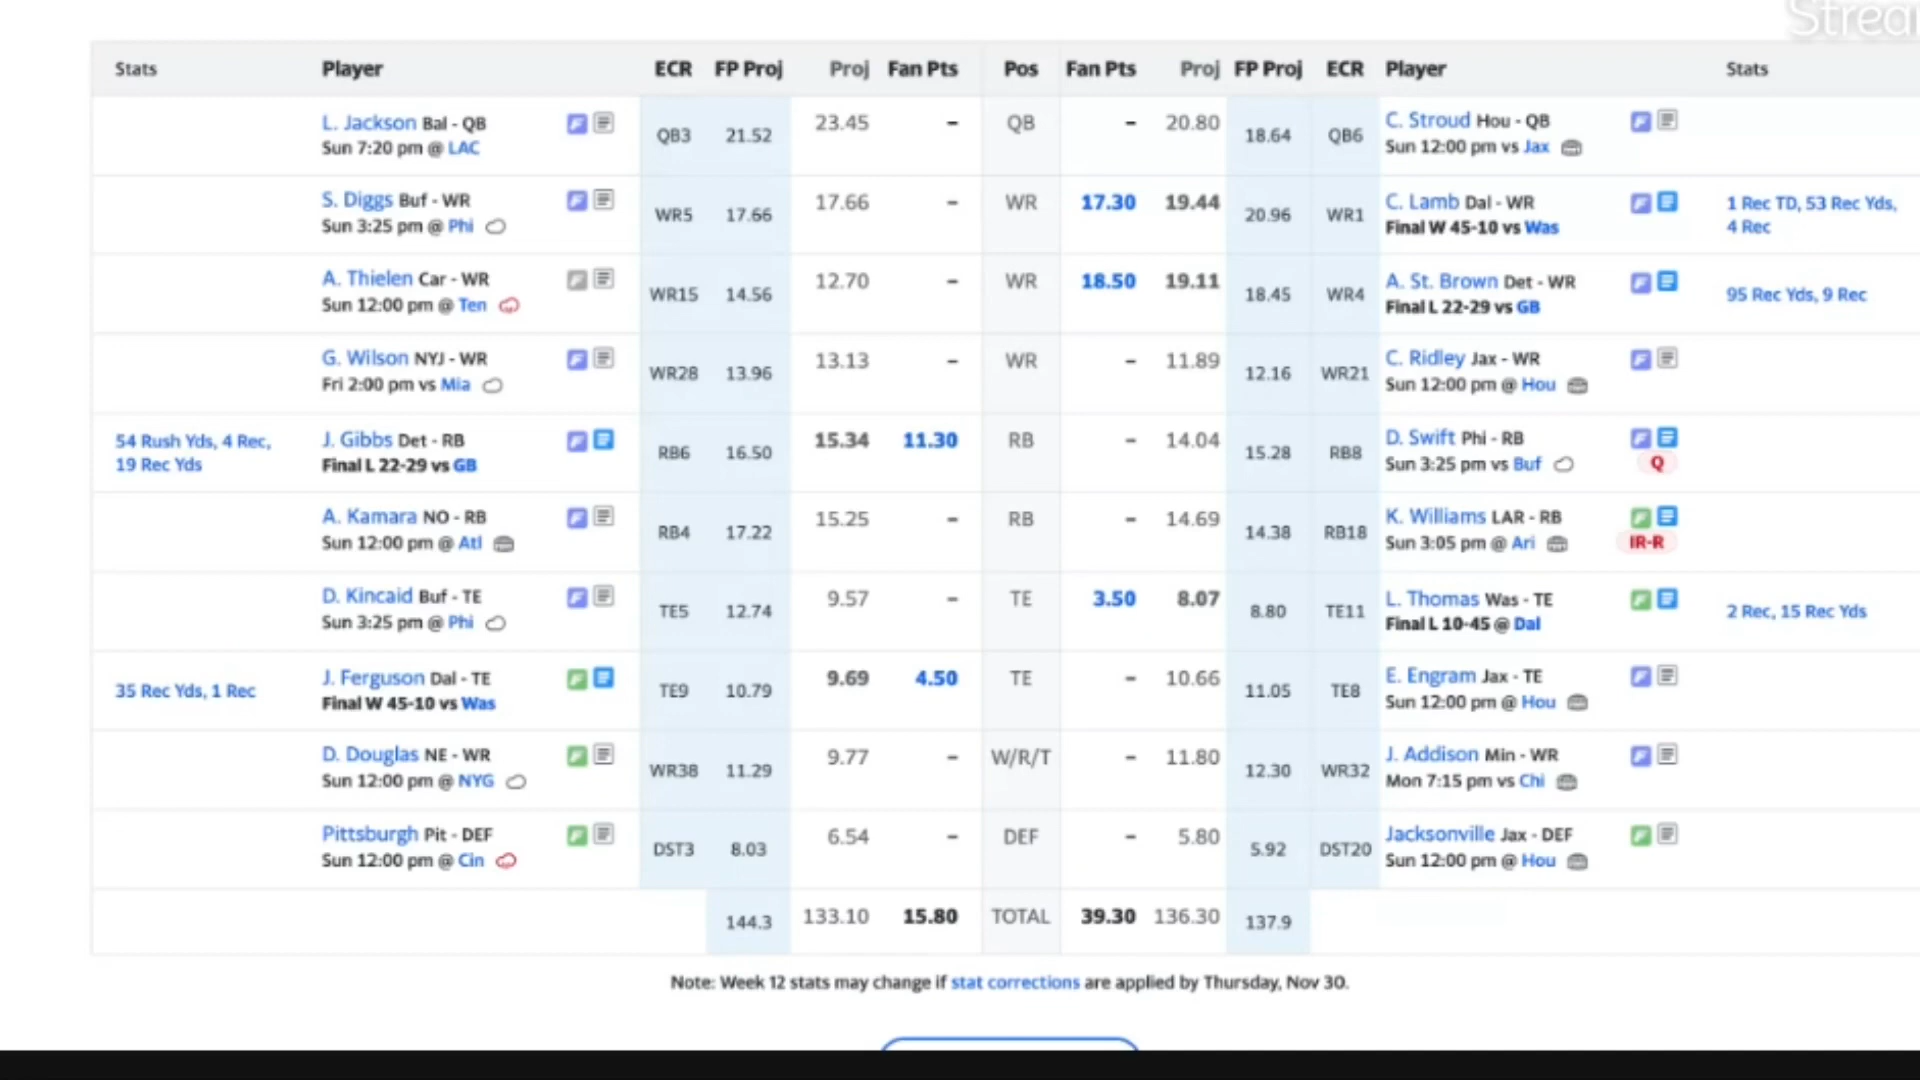 Strea
Stats Player ECR FP Proj Proj Fan Pts Pos Fan Pts Proj FP Proj ECR Player Stats
L. Jackson Bal - QB QB3 21.52 23.45 – QB – 20.80 18.64 QB6 C. Stroud Hou - QB
Sun 7:20 pm @ LAC Sun 12:00 pm vs Jax
S. Diggs Buf - WR WR5 17.66 17.66 – WR 17.30 19.44 20.96 WR1 C. Lamb Dal - WR 1 Rec TD, 53 Rec Yds,
Sun 3:25 pm @ Phi Final W 45-10 vs Was 4 Rec
A. Thielen Car - WR WR15 14.56 12.70 – WR 18.50 19.11 18.45 WR4 A. St. Brown Det - WR 95 Rec Yds, 9 Rec
Sun 12:00 pm @ Ten Final L 22-29 vs GB
G. Wilson NYJ - WR WR28 13.96 13.13 – WR – 11.89 12.16 WR21 C. Ridley Jax - WR
Fri 2:00 pm vs Mia Sun 12:00 pm @ Hou
54 Rush Yds, 4 Rec, J. Gibbs Det - RB RB6 16.50 15.34 11.30 RB – 14.04 15.28 RB8 D. Swift Phi - RB
19 Rec Yds Final L 22-29 vs GB Sun 3:25 pm vs Buf Q
A. Kamara NO - RB RB4 17.22 15.25 – RB – 14.69 14.38 RB18 K. Williams LAR - RB
Sun 12:00 pm @ Atl Sun 3:05 pm @ Ari IR-R
D. Kincaid Buf - TE TE5 12.74 9.57 – TE 3.50 8.07 8.80 TE11 L. Thomas Was - TE 2 Rec, 15 Rec Yds
Sun 3:25 pm @ Phi Final L 10-45 @ Dal
35 Rec Yds, 1 Rec J. Ferguson Dal - TE TE9 10.79 9.69 4.50 TE – 10.66 11.05 TE8 E. Engram Jax - TE
Final W 45-10 vs Was Sun 12:00 pm @ Hou
D. Douglas NE - WR WR38 11.29 9.77 – W/R/T – 11.80 12.30 WR32 J. Addison Min - WR
Sun 12:00 pm @ NYG Mon 7:15 pm vs Chi
Pittsburgh Pit - DEF DST3 8.03 6.54 – DEF – 5.80 5.92 DST20 Jacksonville Jax - DEF
Sun 12:00 pm @ Cin Sun 12:00 pm @ Hou
144.3 133.10 15.80 TOTAL 39.30 136.30 137.9
Note: Week 12 stats may change if stat corrections are applied by Thursday, Nov 30.